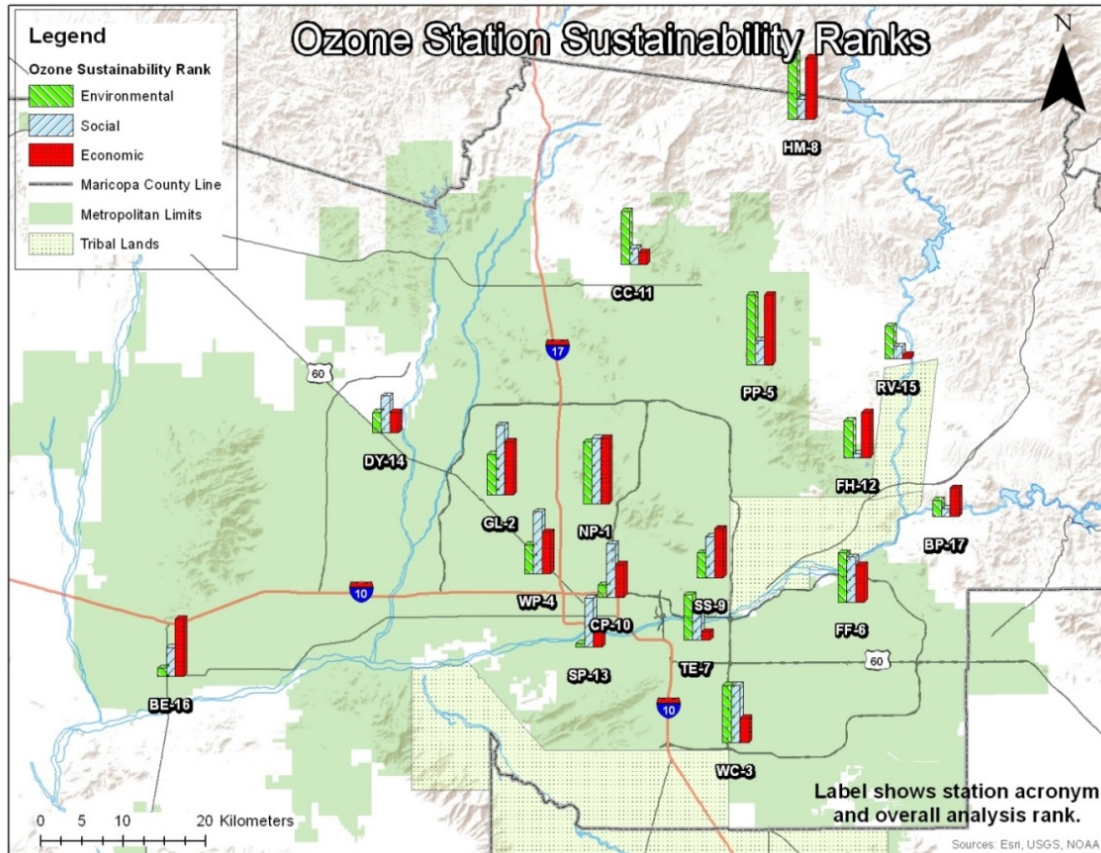 Ozone Station Sustainability Ranks
Legend
Ozone Sustainability Rank
Environmental
Social
Economic
Maricopa County Line
Metropolitan Limits
Tribal Lands
N
HM-8
CC-11
17
60
PP-5
RV-15
DY-14
FH-12
GL-2
NP-1
BP-17
WP-4
SS-9
10
CP-10
FF-6
SP-13
TE-7
60
BE-16
10
WC-3
Label shows station acronym
and overall analysis rank.
0 5 10 20 Kilometers
Sources: Esri, USGS, NOAA